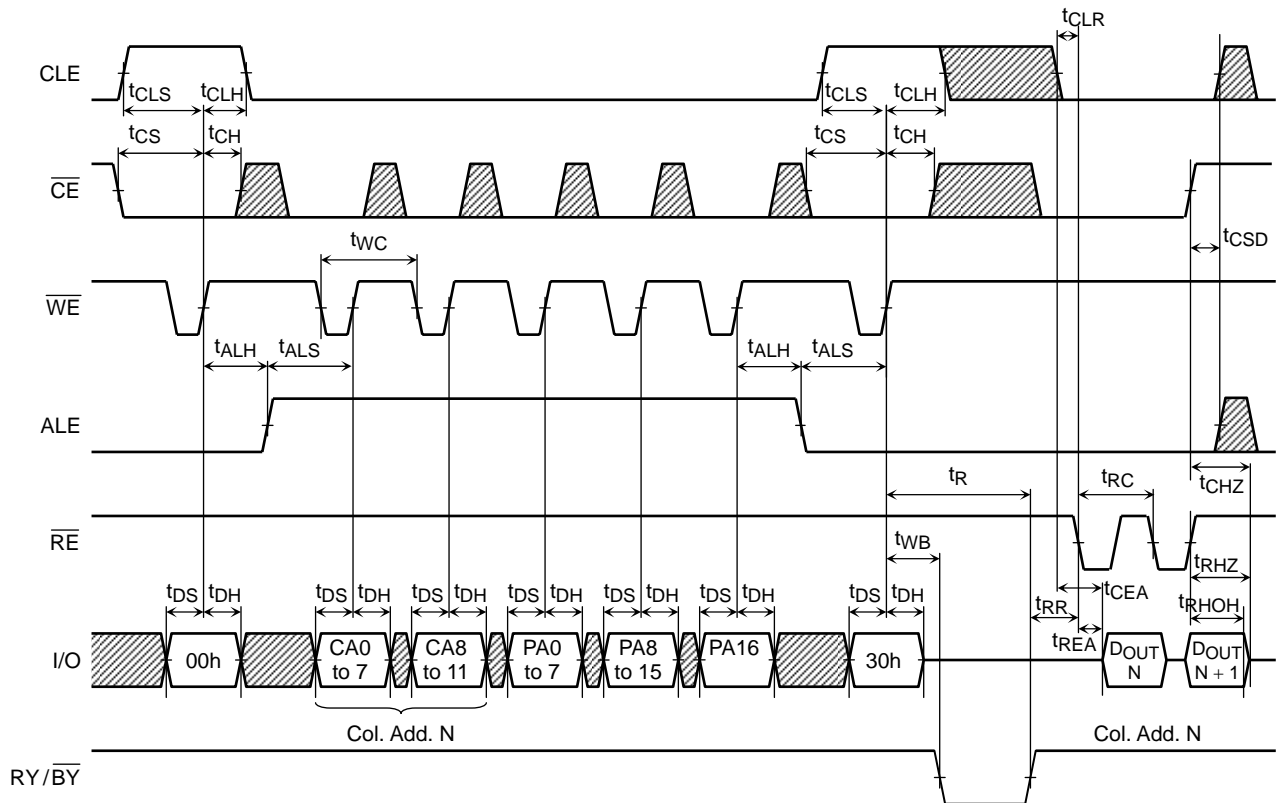 tCLR
CLE
tCLS tCLH tCLS tCLH
tCS tCH tCS tCH
CE
tCSD
tWC
WE
tALH tALS tALH tALS
ALE
tR tRC tCHZ
RE
tWB tRHZ
tDS tDH tDS tDH tDS tDH tDS tDH tDS tDH tDS tDH tDS tDH tCEA
tRR tRHOH
tREA
I/O 00h CA0 to 7 CA8 to 11 PA0 to 7 PA8 to 15 PA16 30h DOUT N DOUT N + 1
Col. Add. N Col. Add. N
RY/BY